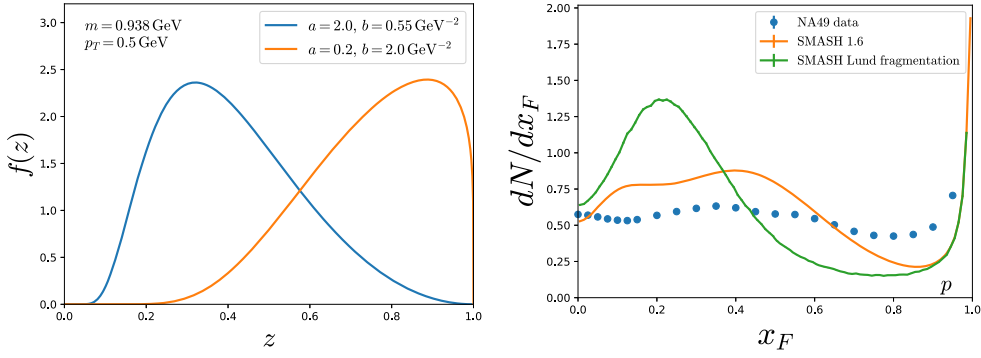 m = 0.938 GeV
p_T = 0.5 GeV
a = 2.0, b = 0.55 GeV⁻²
a = 0.2, b = 2.0 GeV⁻²
3.0
2.5
2.0
1.5
1.0
0.5
0.0
f(z)
0.0 0.2 0.4 0.6 0.8 1.0
z
NA49 data
SMASH 1.6
SMASH Lund fragmentation
2.00
1.75
1.50
1.25
1.00
0.75
0.50
0.25
0.00
dN/dx_F
p
0.0 0.2 0.4 0.6 0.8 1.0
x_F